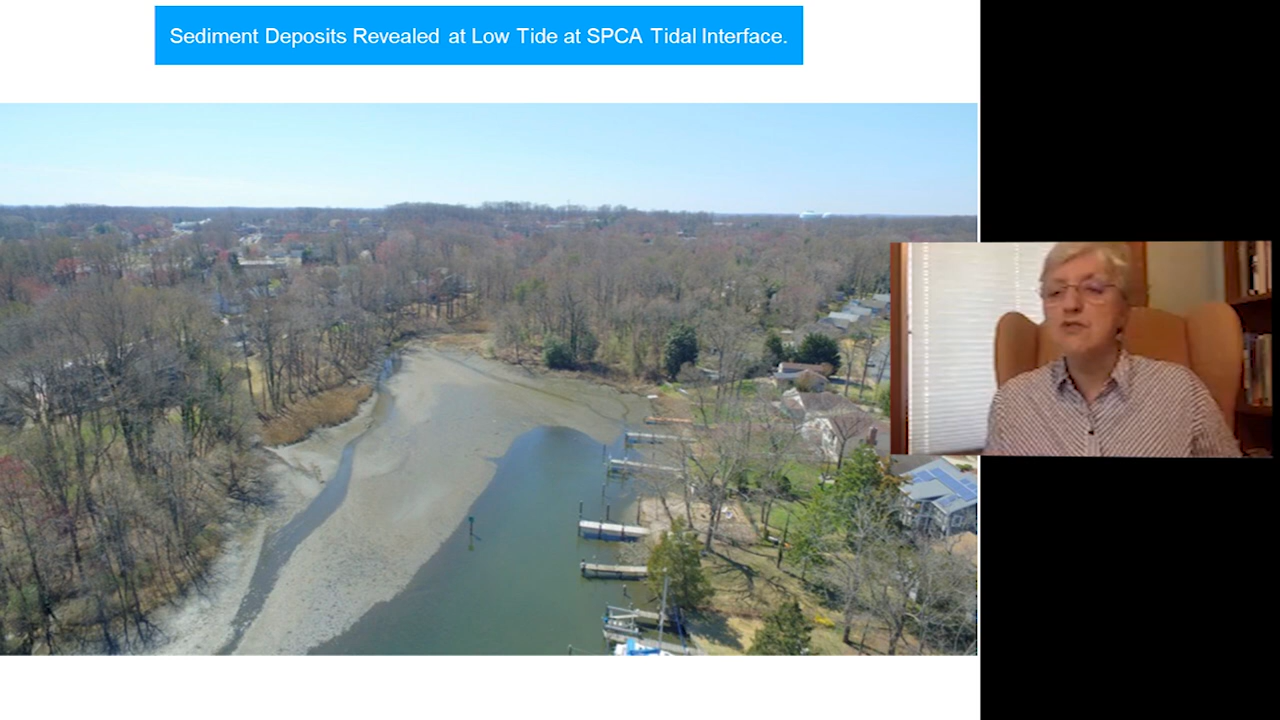 Sediment Deposits Revealed at Low Tide at SPCA Tidal Interface.